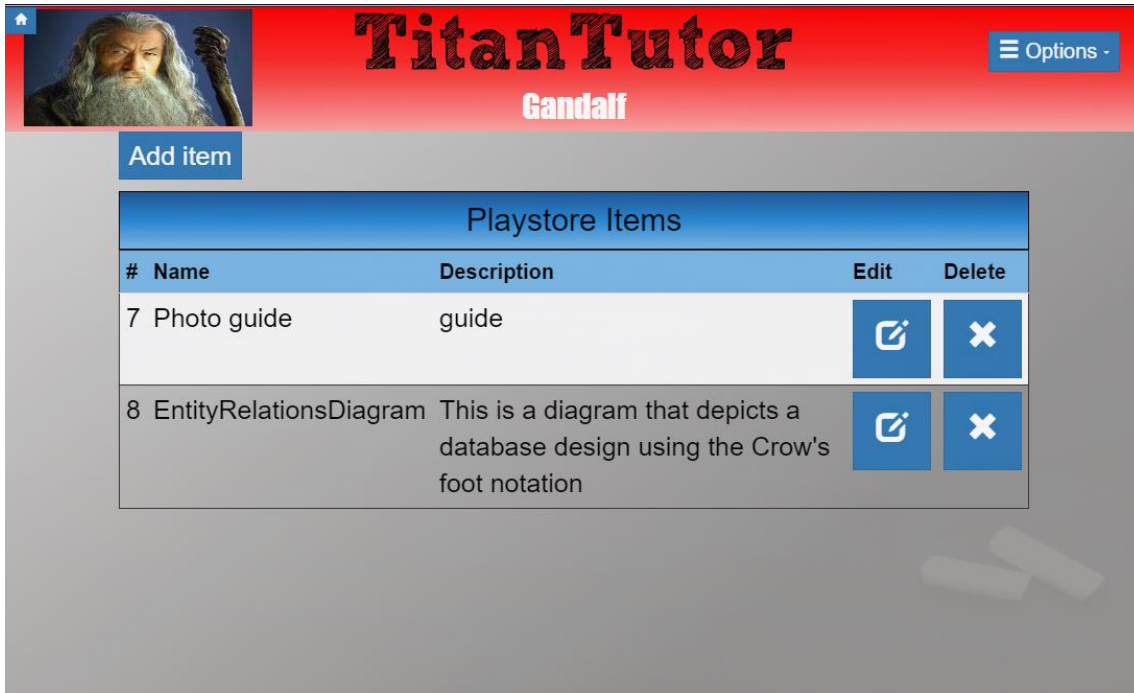 TitanTutor
Options
Gandalf
Add item
Playstore Items
# Name Description Edit Delete
7 Photo guide guide
8 EntityRelationsDiagram This is a diagram that depicts a
database design using the Crow's
foot notation